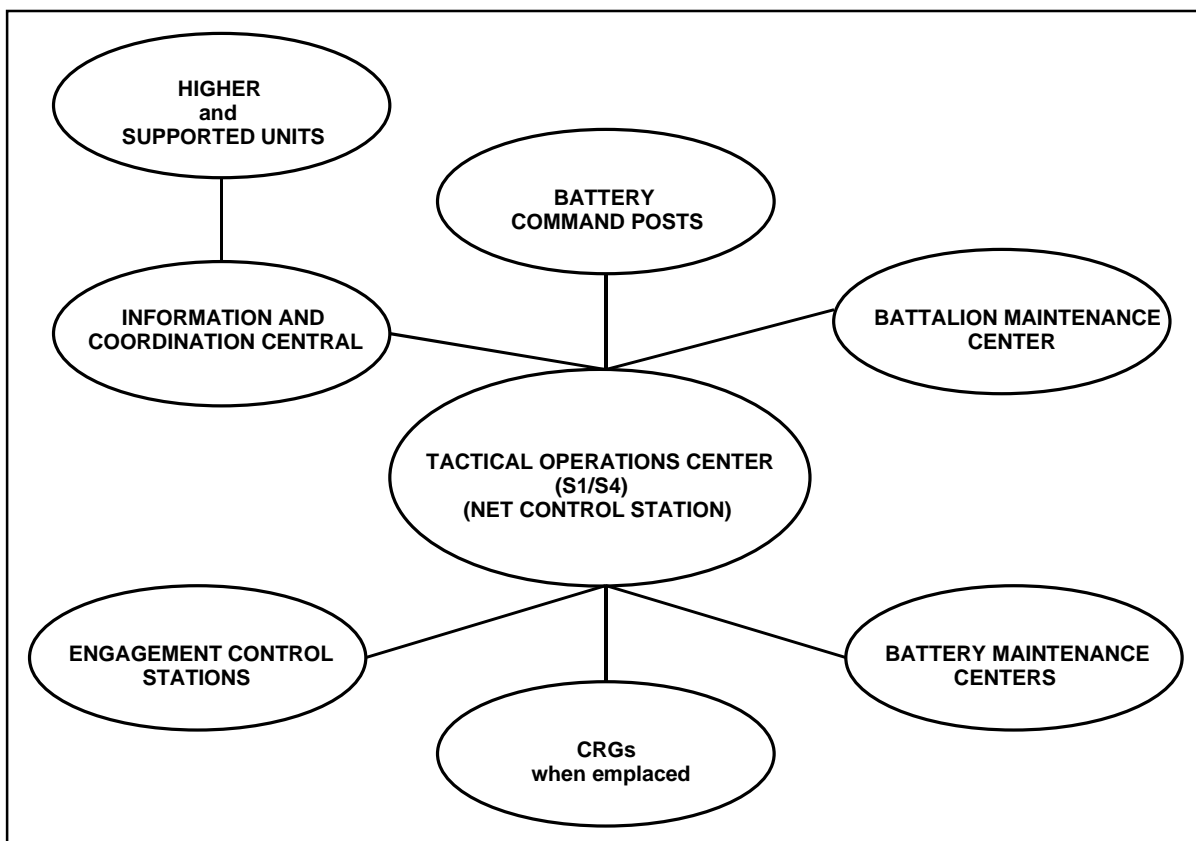 HIGHER
and
SUPPORTED UNITS
BATTERY
COMMAND POSTS
INFORMATION AND
COORDINATION CENTRAL
BATTALION MAINTENANCE
CENTER
TACTICAL OPERATIONS CENTER
(S1/S4)
(NET CONTROL STATION)
ENGAGEMENT CONTROL
STATIONS
BATTERY MAINTENANCE
CENTERS
CRGs
when emplaced